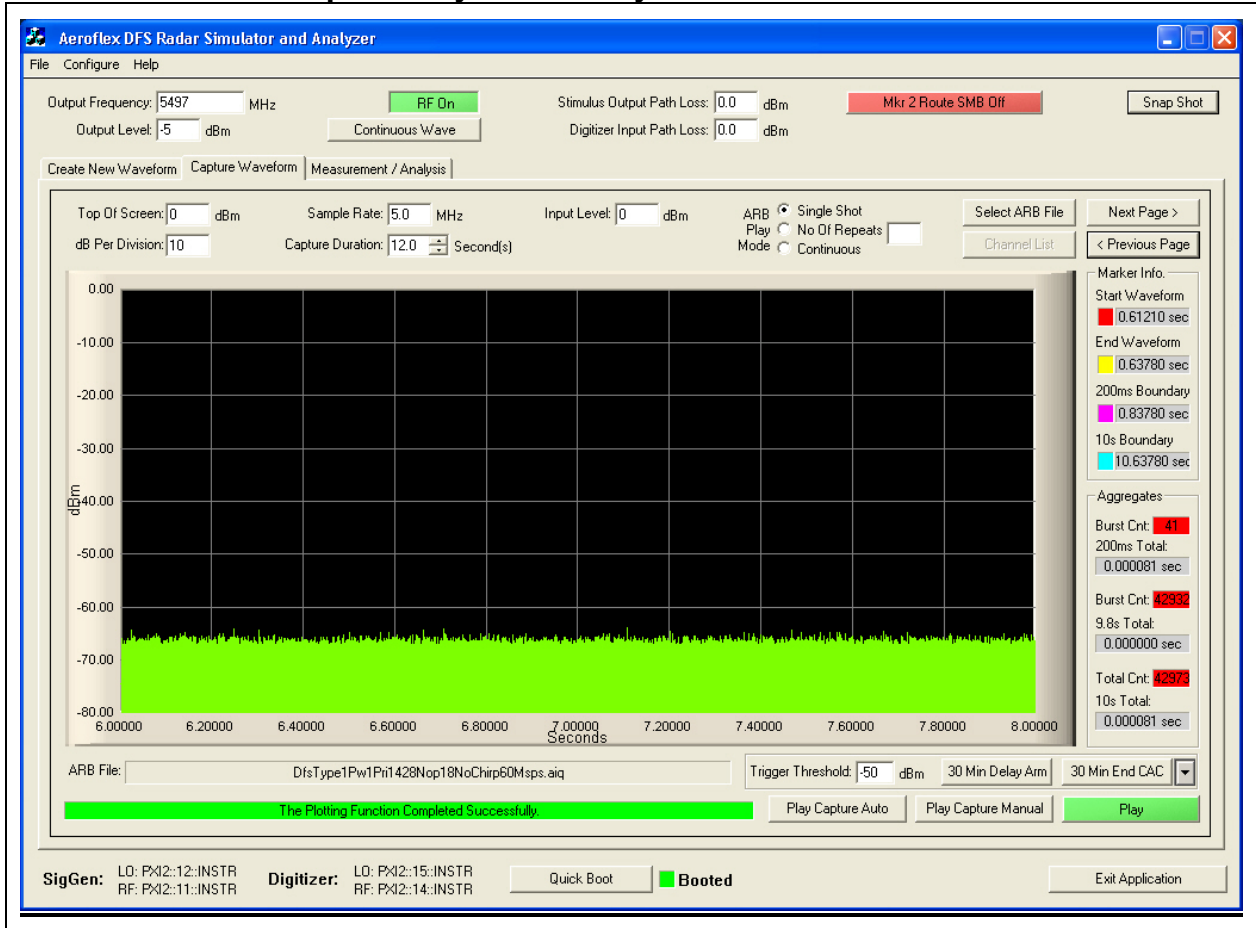 Aeroflex DFS Radar Simulator and Analyzer
File Configure Help
Output Frequency: 5497 MHz
RF On
Stimulus Output Path Loss: 0.0 dBm
Mkr 2 Route SMB Off
Snap Shot
Output Level: -5 dBm
Continuous Wave
Digitizer Input Path Loss: 0.0 dBm
Create New Waveform Capture Waveform Measurement / Analysis
Top Of Screen: 0 dBm
Sample Rate: 5.0 MHz
Input Level: 0 dBm
ARB Play Mode
Single Shot
No Of Repeats
Continuous
Select ARB File
Next Page >
dB Per Division: 10
Capture Duration: 12.0 Second(s)
Channel List
< Previous Page
0.00
-10.00
-20.00
-30.00
-40.00
-50.00
-60.00
-70.00
-80.00
dBm
6.00000 6.20000 6.40000 6.60000 6.80000 7.00000 7.20000 7.40000 7.60000 7.80000 8.00000
Seconds
Marker Info.
Start Waveform
0.61210 sec
End Waveform
0.63780 sec
200ms Boundary
0.83780 sec
10s Boundary
10.63780 sec
Aggregates
Burst Cnt: 41
200ms Total:
0.000081 sec
Burst Cnt: 42932
9.8s Total:
0.000000 sec
Total Cnt: 42973
10s Total:
0.000081 sec
ARB File: DfsType1Pw1Pri1428Nop18NoChirp60Msps.aiq
Trigger Threshold: -50 dBm
30 Min Delay Arm
30 Min End CAC
The Plotting Function Completed Successfully.
Play Capture Auto
Play Capture Manual
Play
SigGen: LO: PXI2::12::INSTR
RF: PXI2::11::INSTR
Digitizer: LO: PXI2::15::INSTR
RF: PXI2::14::INSTR
Quick Boot
Booted
Exit Application